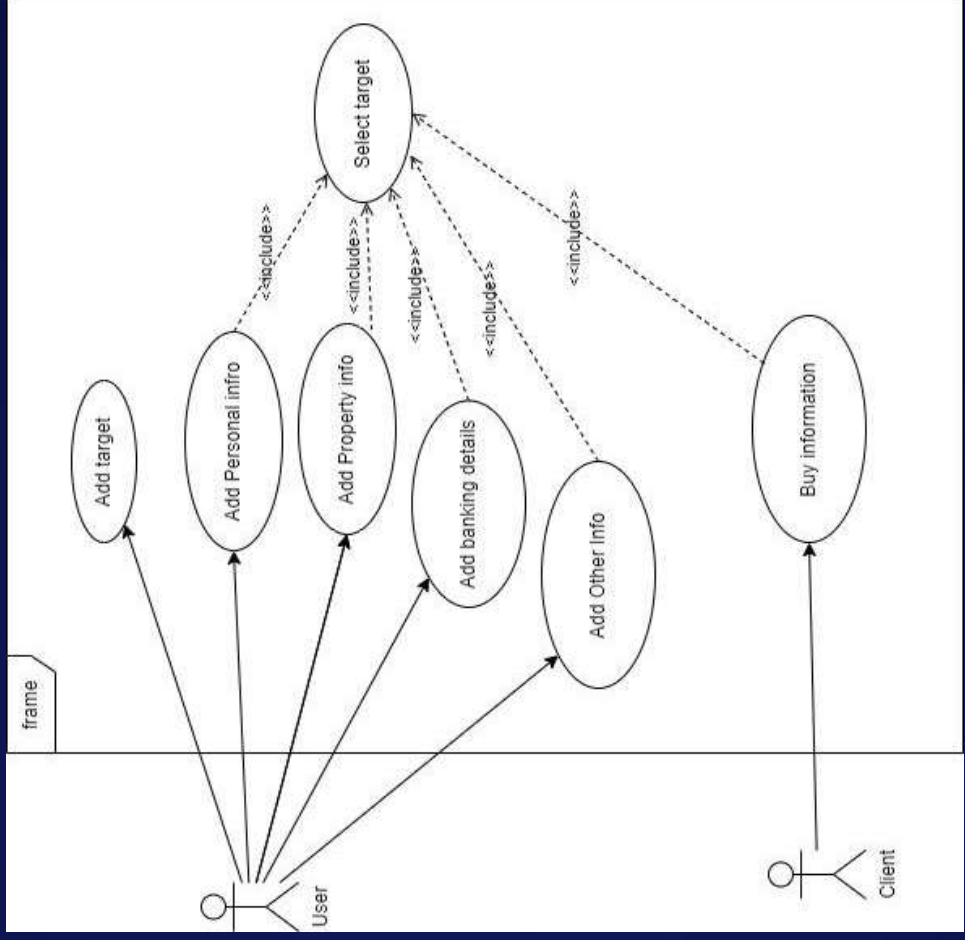 frame
User
Client
Add target
Add Personal infro
Add Property info
Add banking details
Add Other Info
Buy information
<<include>>
<<include>>
<<include>>
<<include>>
<<include>>
Select target